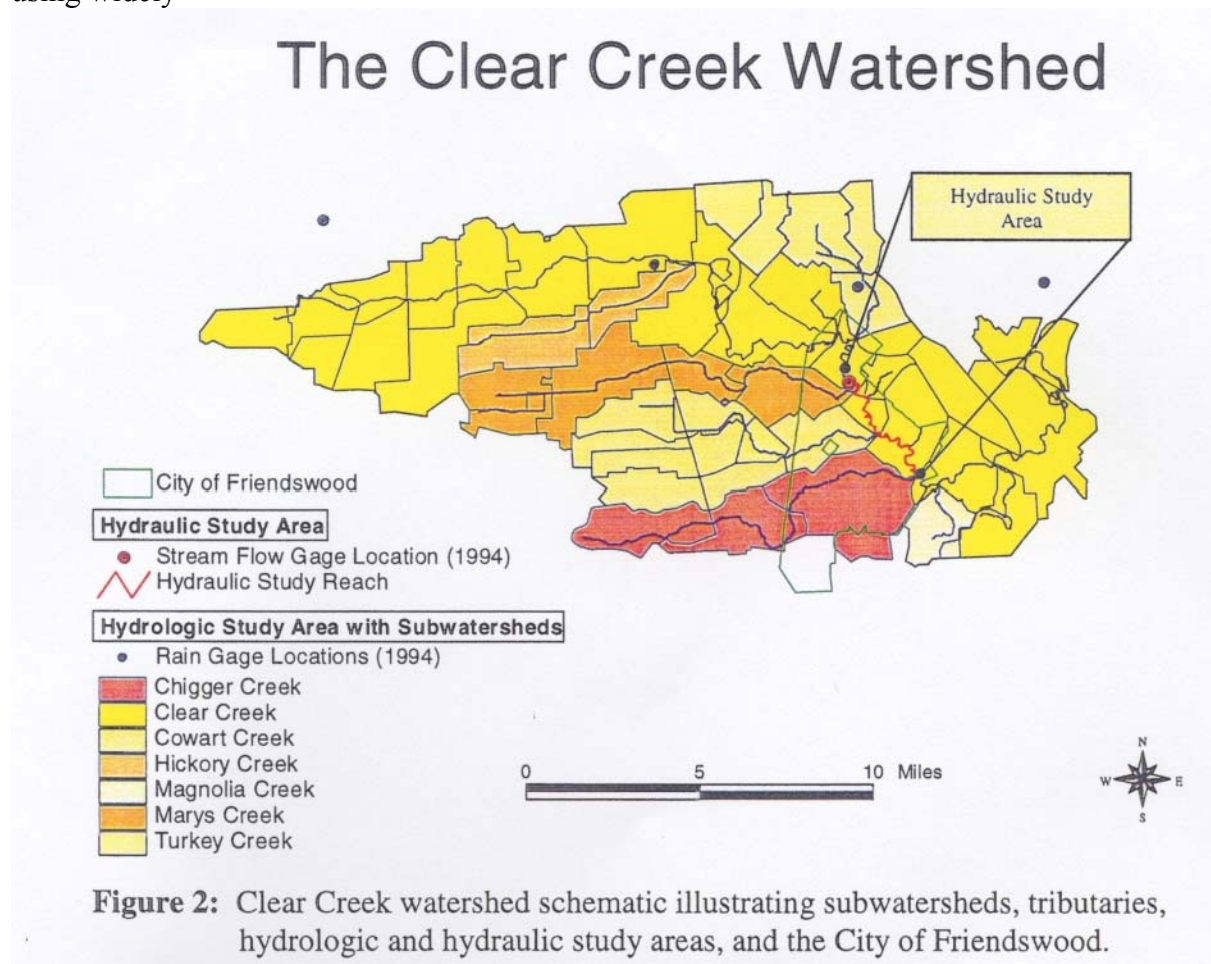 using widely
The Clear Creek Watershed
Hydraulic Study
Area
City of Friendswood
Hydraulic Study Area
Stream Flow Gage Location (1994)
Hydraulic Study Reach
Hydrologic Study Area with Subwatersheds
Rain Gage Locations (1994)
Chigger Creek
Clear Creek
Cowart Creek
Hickory Creek
Magnolia Creek
Marys Creek
Turkey Creek
0 5 10 Miles
N
W E
S
Figure 2: Clear Creek watershed schematic illustrating subwatersheds, tributaries,
hydrologic and hydraulic study areas, and the City of Friendswood.